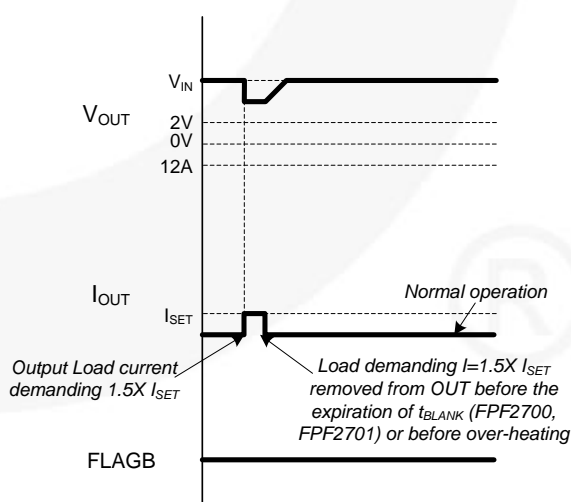 VIN
VOUT
2V
0V
12A
IOUT
ISET
Normal operation
Output Load current
demanding 1.5X ISET
Load demanding I=1.5X ISET
removed from OUT before the
expiration of tBLANK (FPF2700,
FPF2701) or before over-heating
FLAGB
®